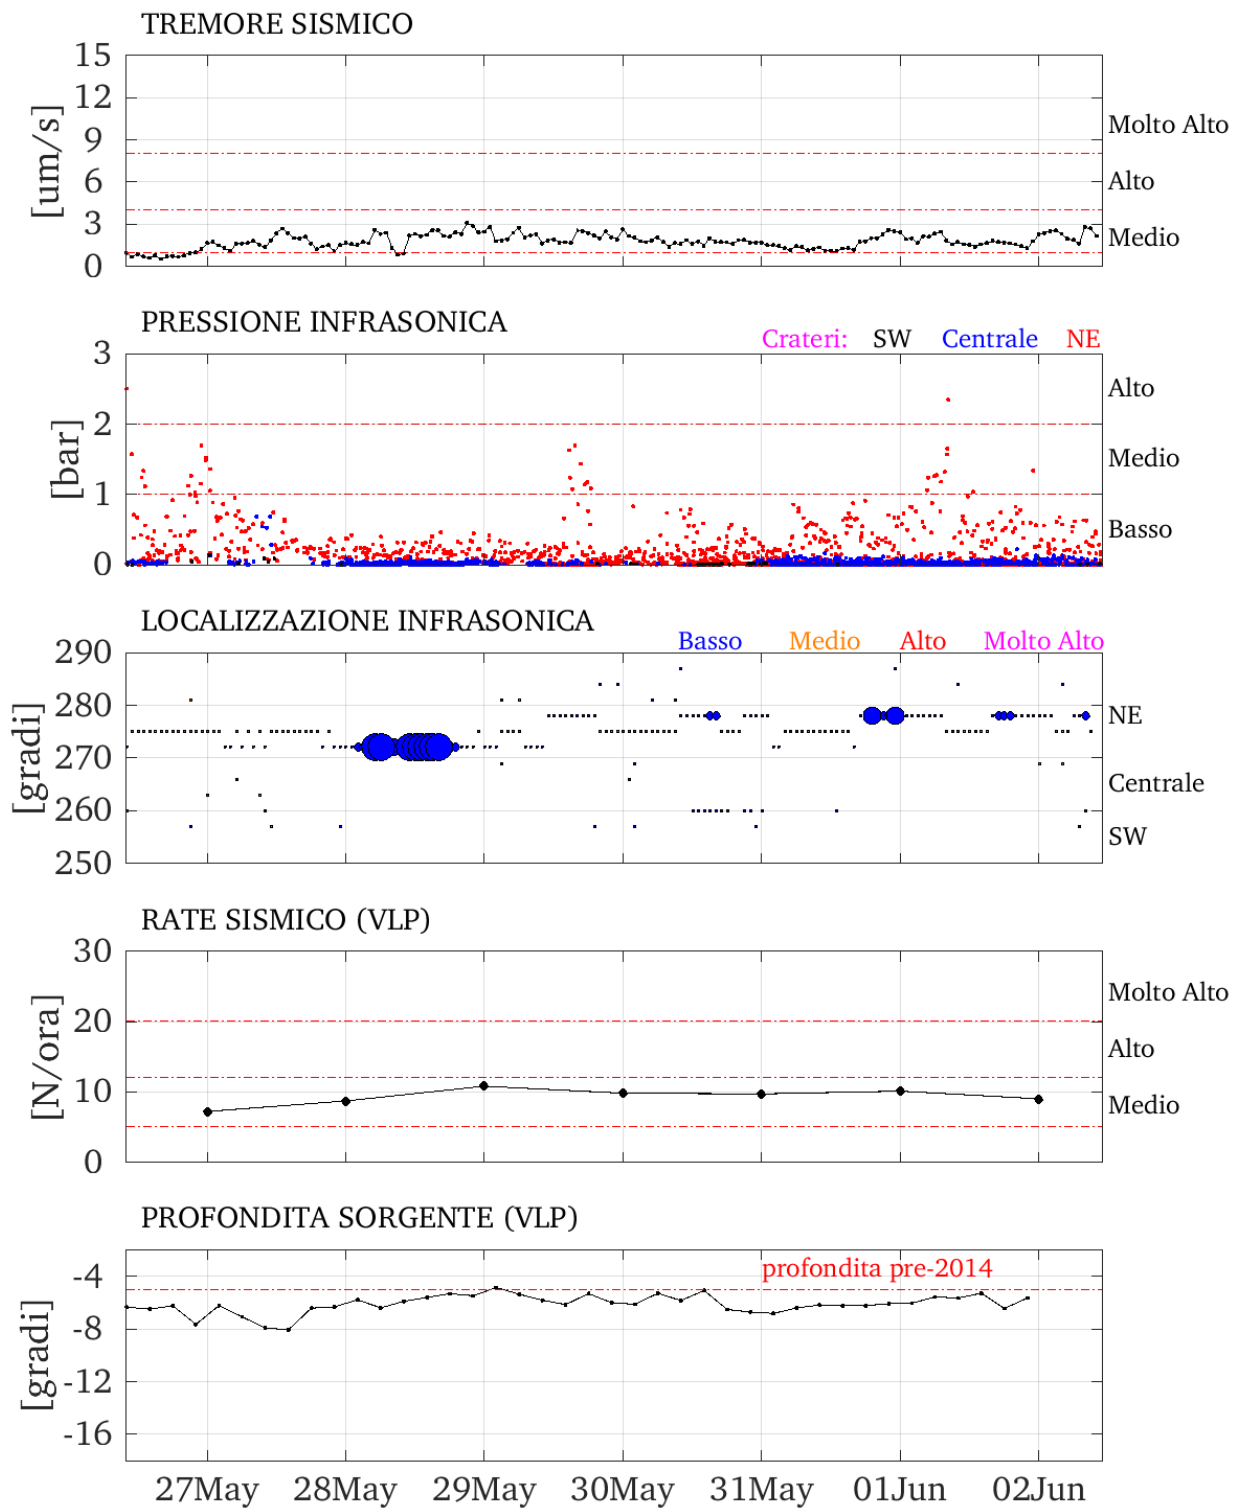 TREMORE SISMICO
15
12
9
6
3
0
[um/s]
Molto Alto
Alto
Medio
PRESSIONE INFRASONICA
Crateri: SW Centrale NE
3
2
1
0
[bar]
Alto
Medio
Basso
LOCALIZZAZIONE INFRASONICA
Basso Medio Alto Molto Alto
290
280
270
260
250
[gradi]
NE
Centrale
SW
RATE SISMICO (VLP)
30
20
10
0
[N/ora]
Molto Alto
Alto
Medio
PROFONDITA SORGENTE (VLP)
profondita pre-2014
-4
-8
-12
-16
[gradi]
27May 28May 29May 30May 31May 01Jun 02Jun